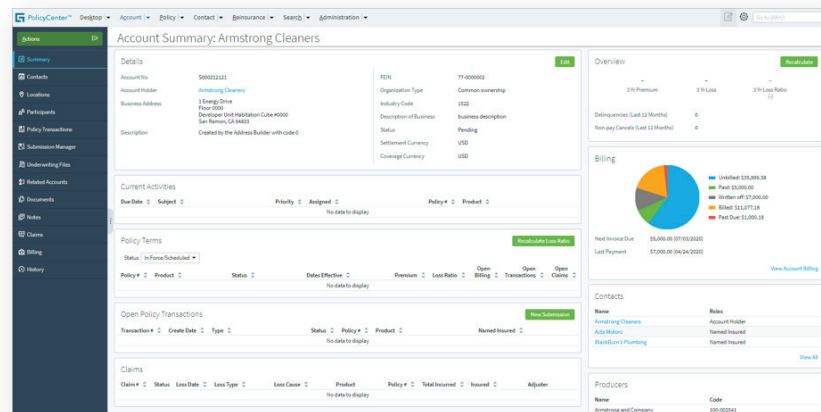 PolicyCenter™ Desktop Account Policy Contact Reinsurance Search Administration
Actions
Summary
Contacts
Locations
Participants
Policy Transactions
Submission Manager
Underwriting Files
Related Accounts
Documents
Notes
Claims
Billing
History
Account Summary: Armstrong Cleaners
Details Edit
Account No 5000212121
Account Holder Armstrong Cleaners
Business Address 1 Energy Drive
Floor 0000
Developer Unit Habitation Cube #0000
San Ramon, CA 94833
Description Created by the Address Builder with code 0
FEIN 77-0000002
Organization Type Common ownership
Industry Code 1522
Description of Business business description
Status Pending
Settlement Currency USD
Coverage Currency USD
Current Activities
Due Date Subject Priority Assigned Policy # Product
No data to display
Policy Terms Recalculate Loss Ratio
Status In Force/Scheduled
Policy # Product Status Dates Effective Premium Loss Ratio Open Billing Open Transactions Open Claims
No data to display
Open Policy Transactions New Submission
Transaction # Create Date Type Status Policy # Product Named Insured
No data to display
Claims
Claim # Status Loss Date Loss Type Loss Cause Product Policy # Total Incurred Insured Adjuster
No data to display
Overview Recalculate
- - -
3 Yr Premium 3 Yr Loss 3 Yr Loss Ratio
Delinquencies (Last 12 Months) 0
Non-pay Cancels (Last 12 Months) 0
Billing
Unbilled: $35,999.38
Paid: $5,000.00
Written off: $7,000.00
Billed: $11,077.18
Past Due: $1,000.18
Next Invoice Due $5,000.00 (07/03/2020)
Last Payment $7,000.00 (04/24/2020)
View Account Billing
Contacts
Name Roles
Armstrong Cleaners Account Holder
Arts Motors Named Insured
BlackBurn's Plumbing Named Insured
View All
Producers
Name Code
Armstrong and Company 100-002541